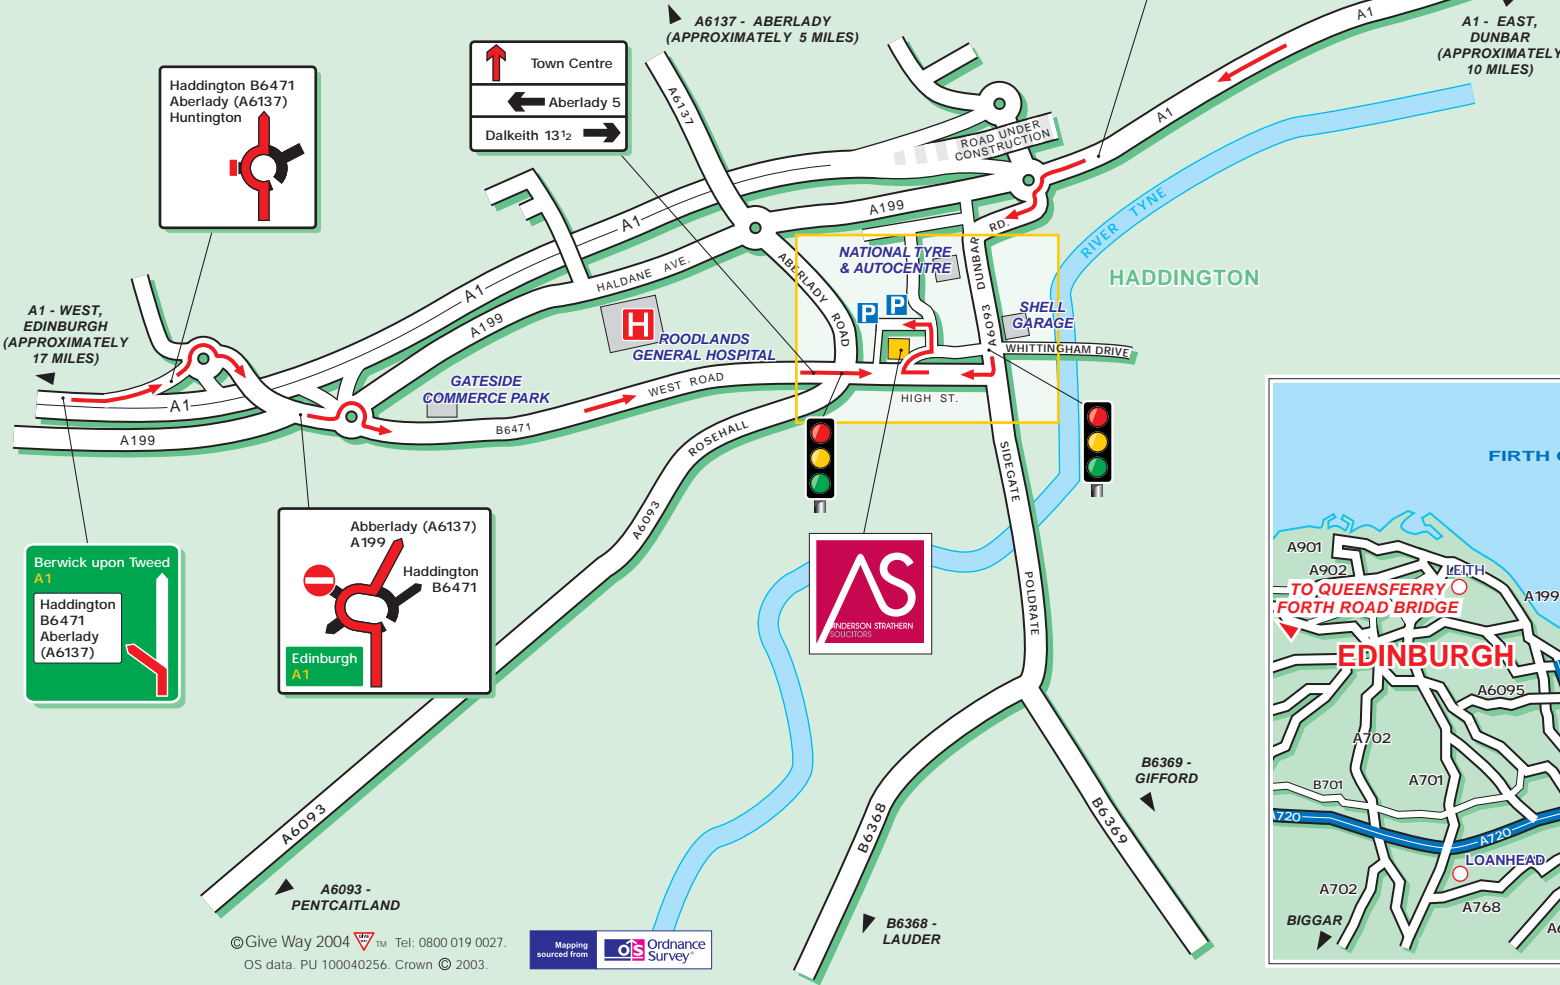 A6137 - ABERLADY
(APPROXIMATELY 5 MILES)
A1
A1 - EAST,
DUNBAR
(APPROXIMATELY
10 MILES)
Town Centre
Aberlady 5
Dalkeith 13 1/2
Haddington B6471
Aberlady (A6137)
Huntington
A6137
ROAD UNDER
CONSTRUCTION
A1
RIVER TYNE
A199
A1
RD.
DUNBAR
NATIONAL TYRE
& AUTOCENTRE
HADDINGTON
HALDANE AVE.
ABERLADY
ROAD
P
P
A1
A199
H
ROODLANDS
GENERAL HOSPITAL
SHELL
GARAGE
A6093
WHITTINGHAM DRIVE
A1 - WEST,
EDINBURGH
(APPROXIMATELY
17 MILES)
GATESIDE
COMMERCE PARK
WEST ROAD
HIGH ST.
A1
A199
B6471
ROSEHALL
SIDEGATE
A6093
POLDRATE
Berwick upon Tweed
A1
Haddington
B6471
Aberlady
(A6137)
Abberlady (A6137)
A199
Haddington
B6471
Edinburgh
A1
AS
ANDERSON STRATHERN
SOLICITORS
A6093
B6368
B6369
B6369 -
GIFFORD
A6093 -
PENTCAITLAND
B6368 -
LAUDER
© Give Way 2004 GIVE WAY TM Tel: 0800 019 0027.
OS data. PU 100040256. Crown © 2003.
Mapping
sourced from
OS Ordnance
Survey®
FIRTH
A901
A902
LEITH
A199
TO QUEENSFERRY
FORTH ROAD BRIDGE
EDINBURGH
A6095
A702
A701
B701
A720
A720
LOANHEAD
A702
A768
BIGGAR